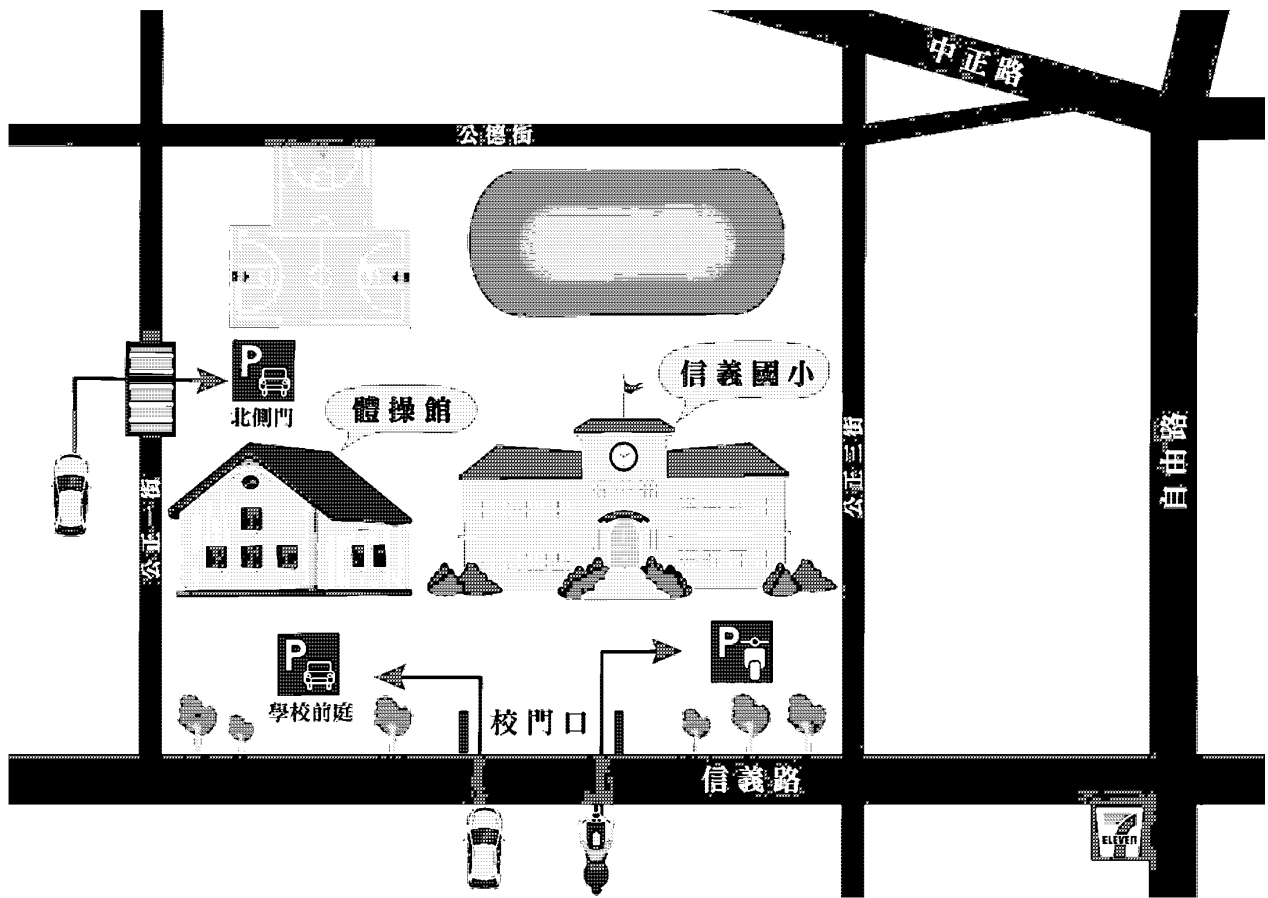 中正路
公德街
P
信義國小
北側門
體操館
公正一街
公正三街
自由路
P
P
學校前庭
校門口
信義路
7
ELEVEN